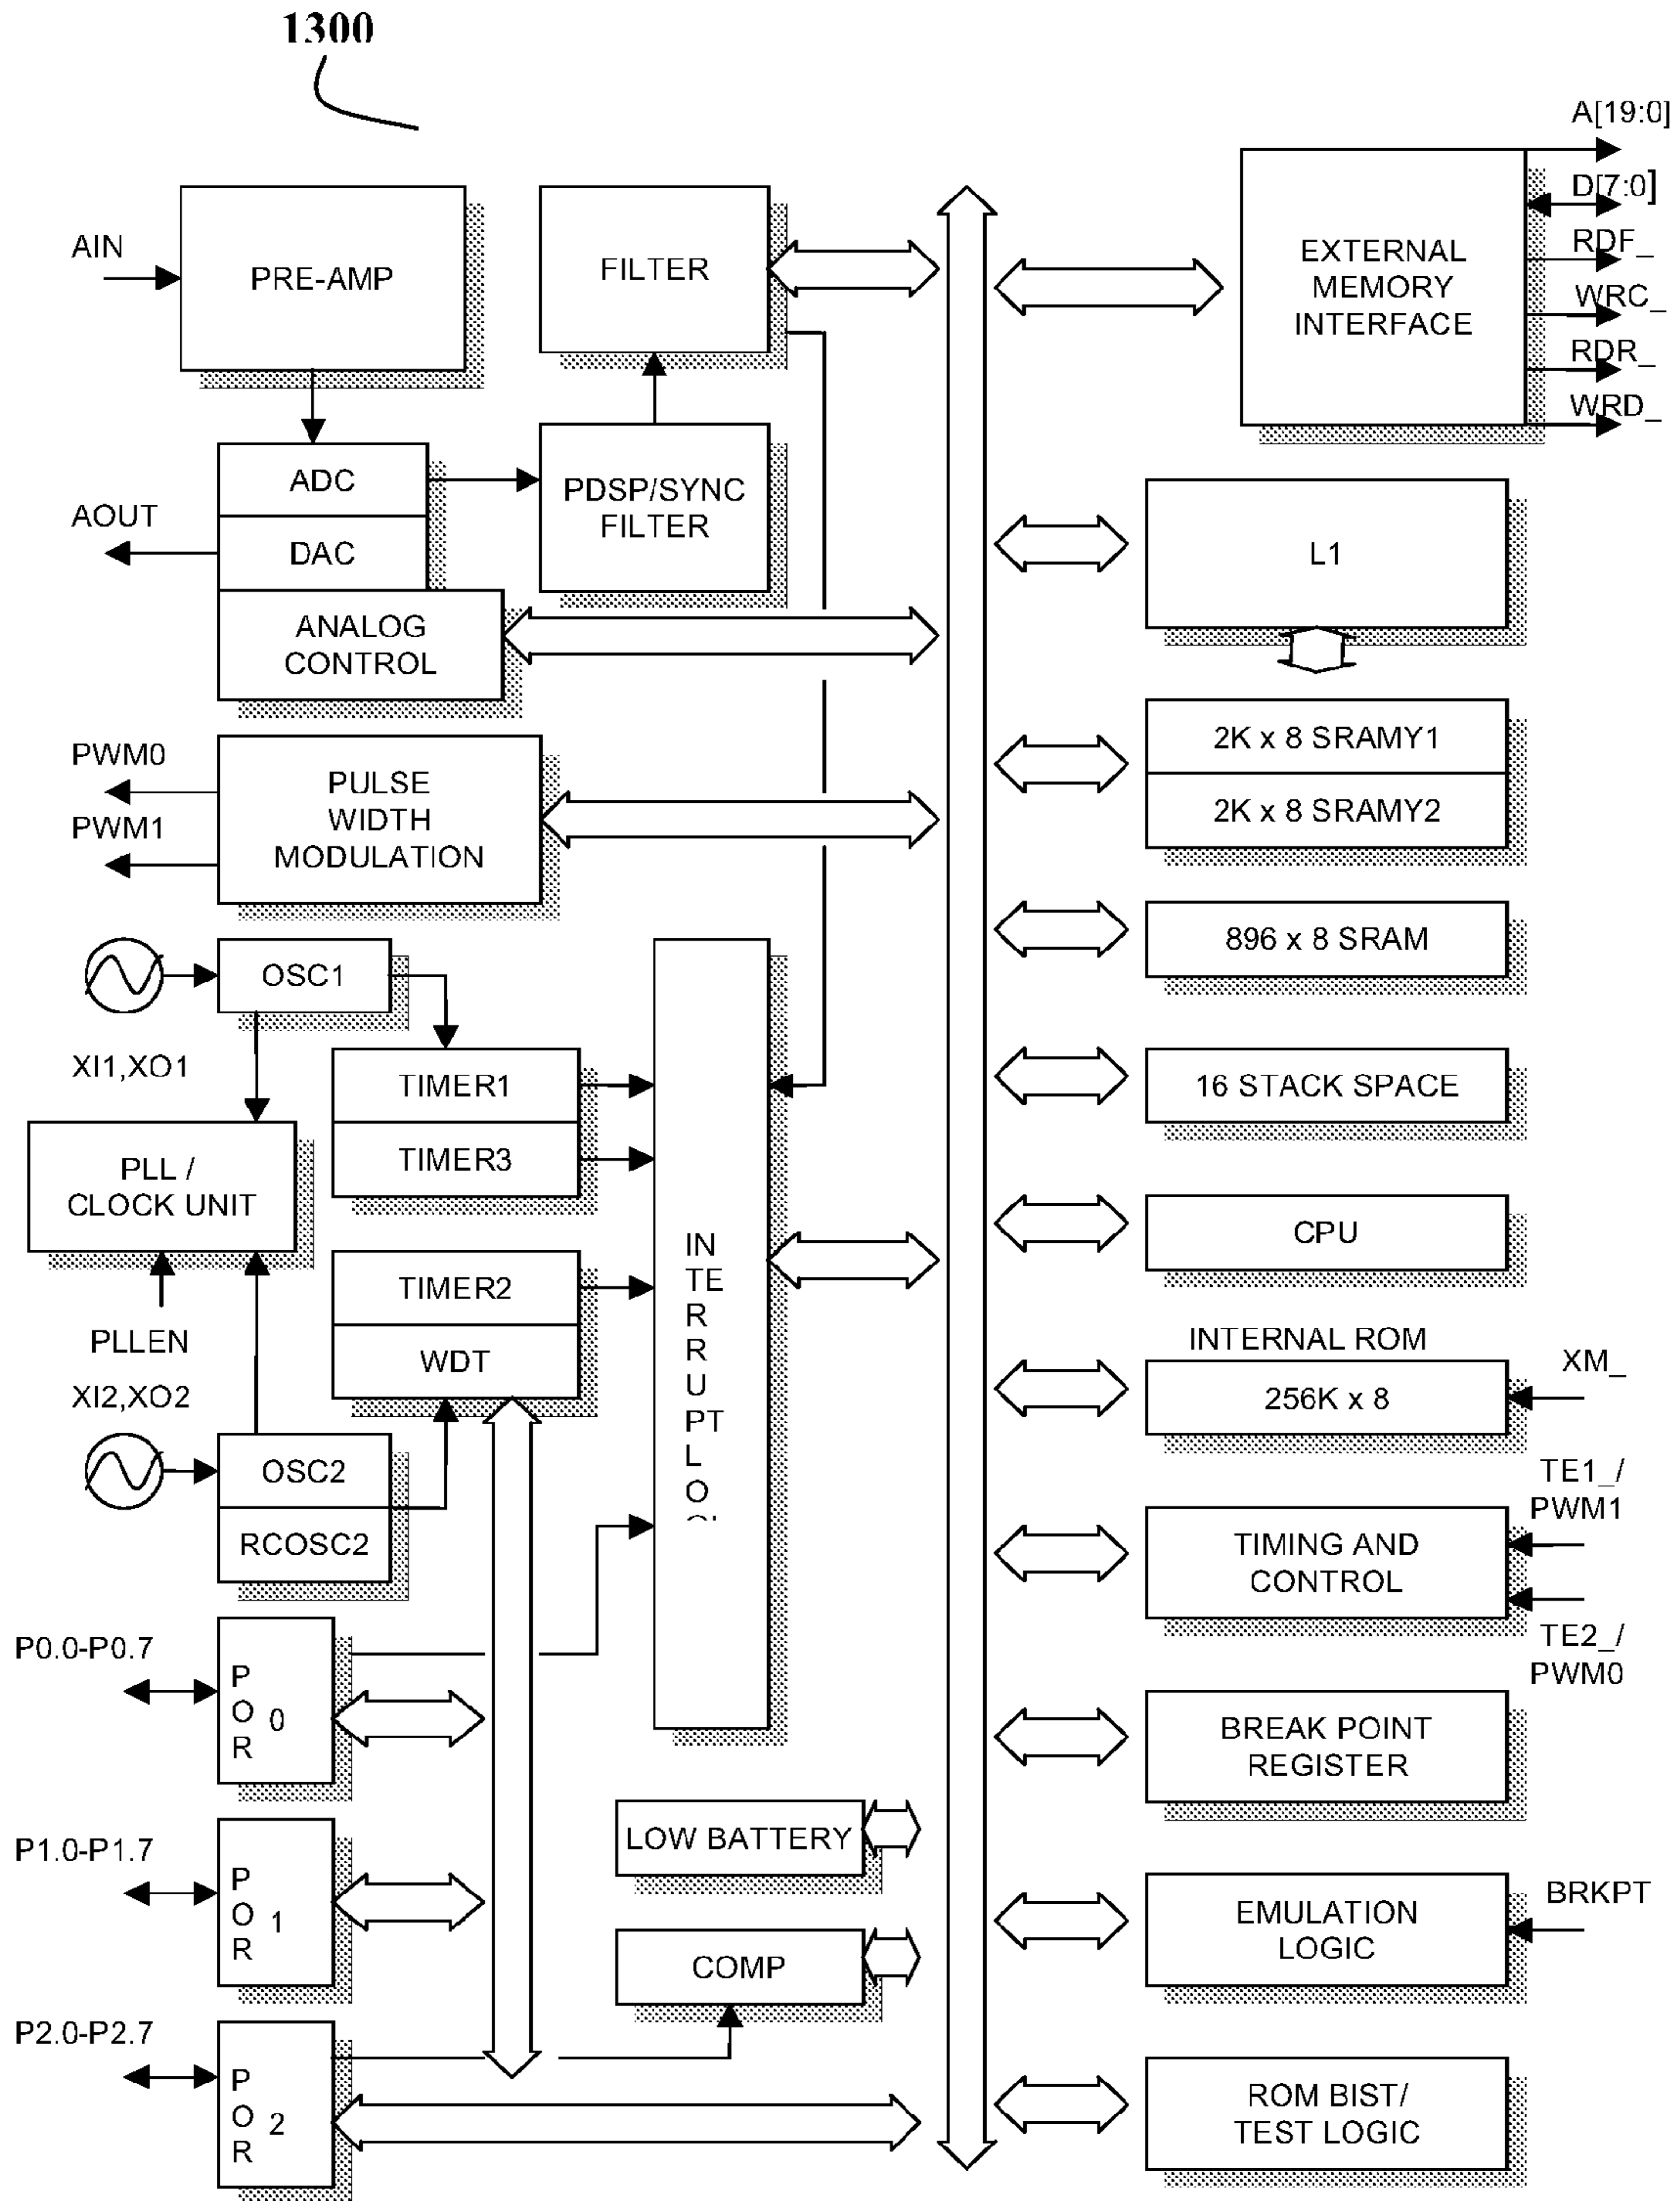 1300
A[19:0]
D[7:0]
RDF_
WRC_
RDR_
WRD_
AIN
PRE-AMP
FILTER
EXTERNAL
MEMORY
INTERFACE
ADC
DAC
AOUT
PDSP/SYNC
FILTER
ANALOG
CONTROL
L1
2K x 8 SRAMY1
2K x 8 SRAMY2
PWM0
PWM1
PULSE
WIDTH
MODULATION
896 x 8 SRAM
OSC1
XI1,XO1
TIMER1
TIMER3
16 STACK SPACE
PLL /
CLOCK UNIT
CPU
TIMER2
WDT
IN
TE
R
R
U
PT
L
O
PLLEN
XI2,XO2
INTERNAL ROM
256K x 8
XM_
OSC2
RCOSC2
TE1_/
PWM1
TIMING AND
CONTROL
TE2_/
PWM0
P0.0-P0.7
P
O
R
0
BREAK POINT
REGISTER
LOW BATTERY
P1.0-P1.7
P
O
R
1
EMULATION
LOGIC
BRKPT
COMP
P2.0-P2.7
P
O
R
2
ROM BIST/
TEST LOGIC